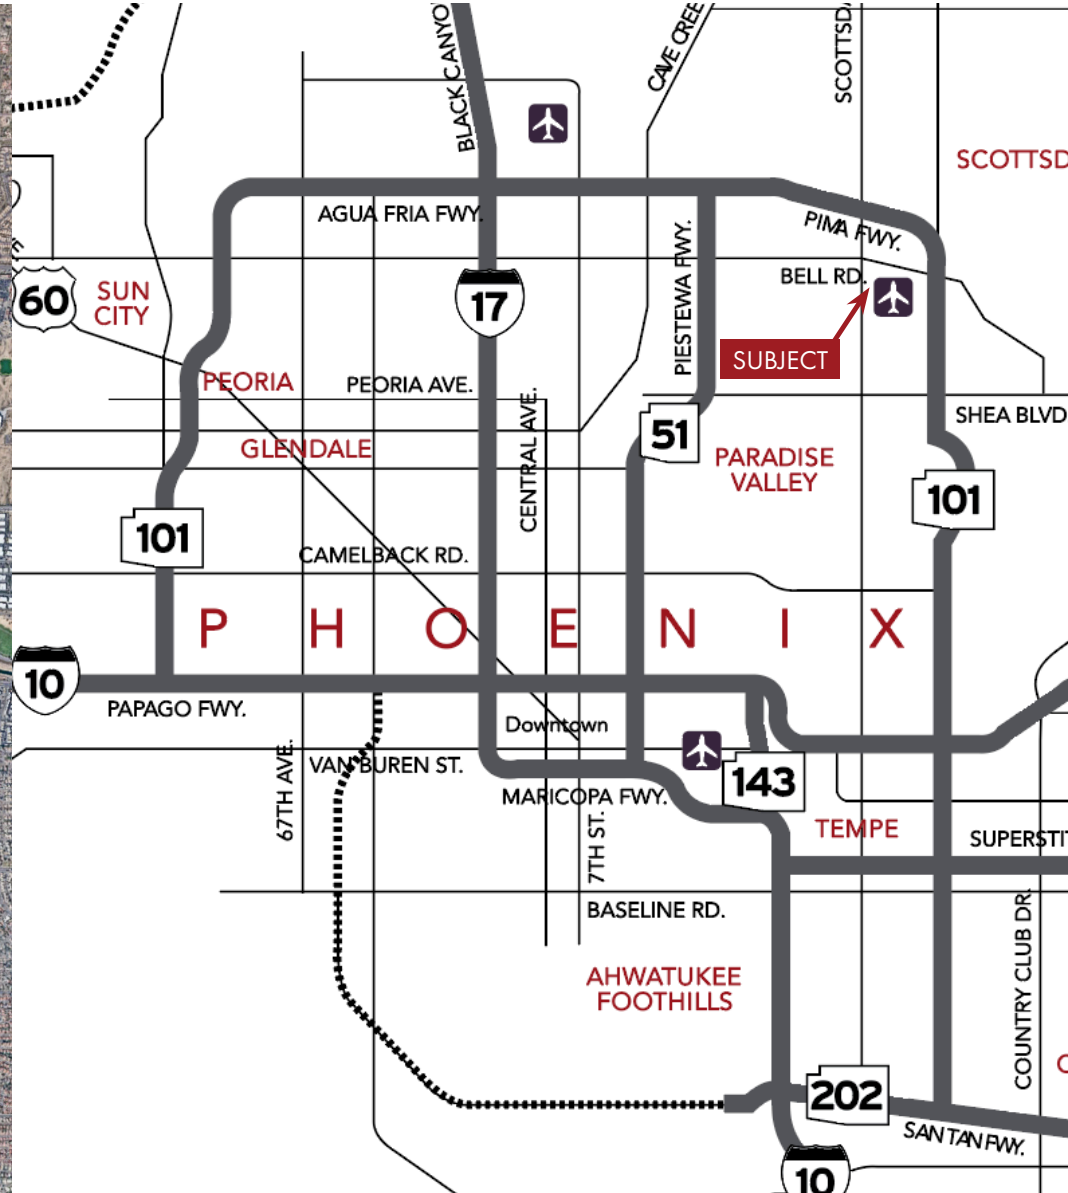 BLACK CANYO
CAVE CREE
SCOTTSDA
SCOTTSD
AGUA FRIA FWY.
PIMA FWY.
PIESTEWA FWY.
BELL RD.
60
SUN
CITY
17
SUBJECT
PEORIA
PEORIA AVE.
CENTRAL AVE.
SHEA BLVD
51
GLENDALE
PARADISE
VALLEY
101
101
CAMELBACK RD.
PHOENIX
10
PAPAGO FWY.
Downtown
67TH AVE.
VAN BUREN ST.
143
MARICOPA FWY.
7TH ST.
TEMPE
SUPERSTIT
BASELINE RD.
COUNTRY CLUB DR.
AHWATUKEE
FOOTHILLS
202
SAN TAN FWY.
10